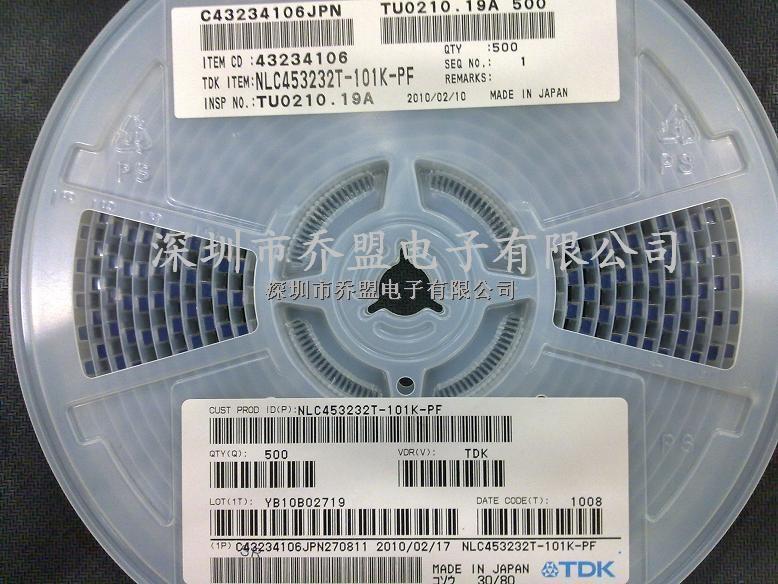 C43234106JPN TU0210.19A 500
ITEM CD :43234106 QTY :500
TDK ITEM:NLC453232T-101K-PF SEQ NO.: 1
INSP NO.:TU0210.19A 2010/02/10 REMARKS:
MADE IN JAPAN
PS
PS
深圳市乔盟电子有限公司
深圳市乔盟电子有限公司
CUST PROD ID(P):NLC453232T-101K-PF
QTY(Q): 500 VDR(V): TDK
LOT(1T): YB10B02719 DATE CODE(T): 1008
(1P) C43234106JPN270811 2010/02/17 NLC453232T-101K-PF
MADE IN JAPAN TDK
コソウ 30/80
PS